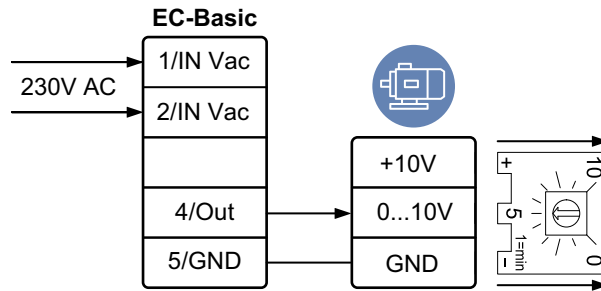 EC-Basic
1/IN Vac
230V AC
2/IN Vac
+10V
4/Out
0...10V
5/GND
GND
+ 10
5
1=min
- 0